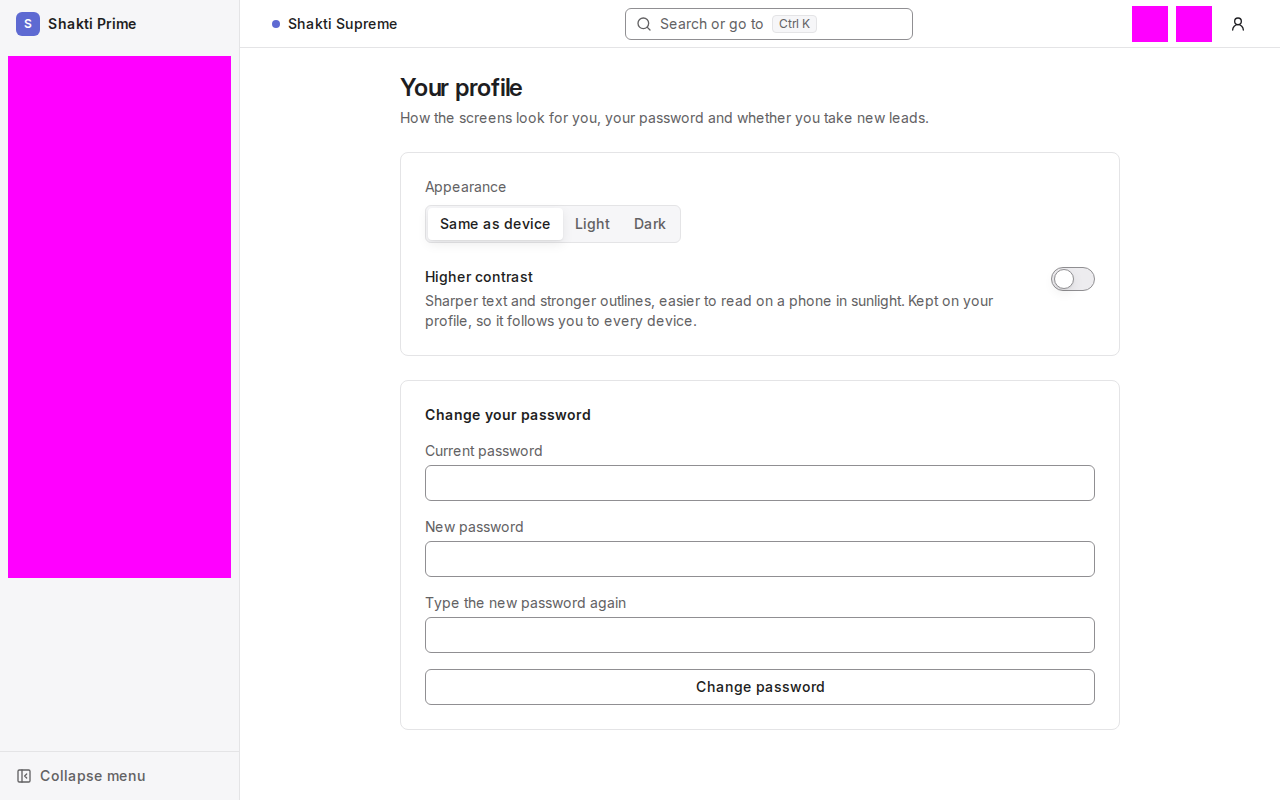 S Shakti Prime
Shakti Supreme
Search or go to Ctrl K
Your profile
How the screens look for you, your password and whether you take new leads.
Appearance
Same as device Light Dark
Higher contrast
Sharper text and stronger outlines, easier to read on a phone in sunlight. Kept on your
profile, so it follows you to every device.
Change your password
Current password
New password
Type the new password again
Change password
Collapse menu